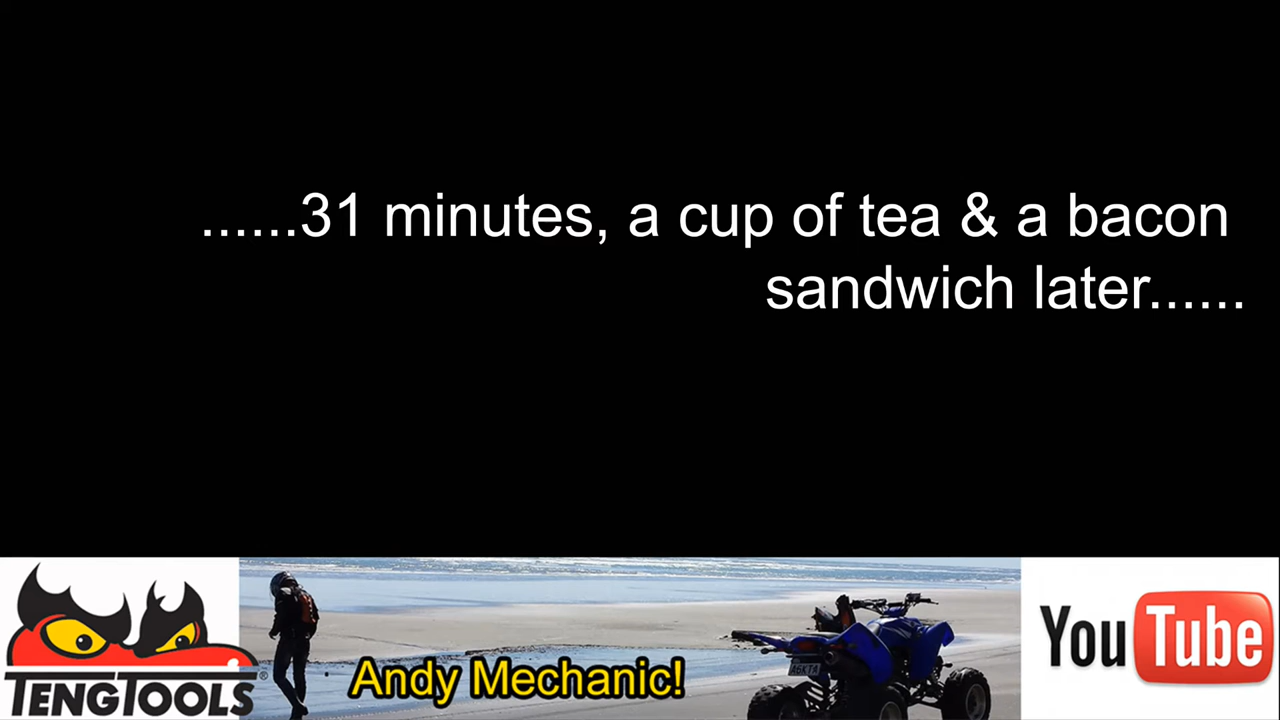 ......31 minutes, a cup of tea & a bacon
sandwich later......
TENGTOOLS®
Andy Mechanic!
YouTube